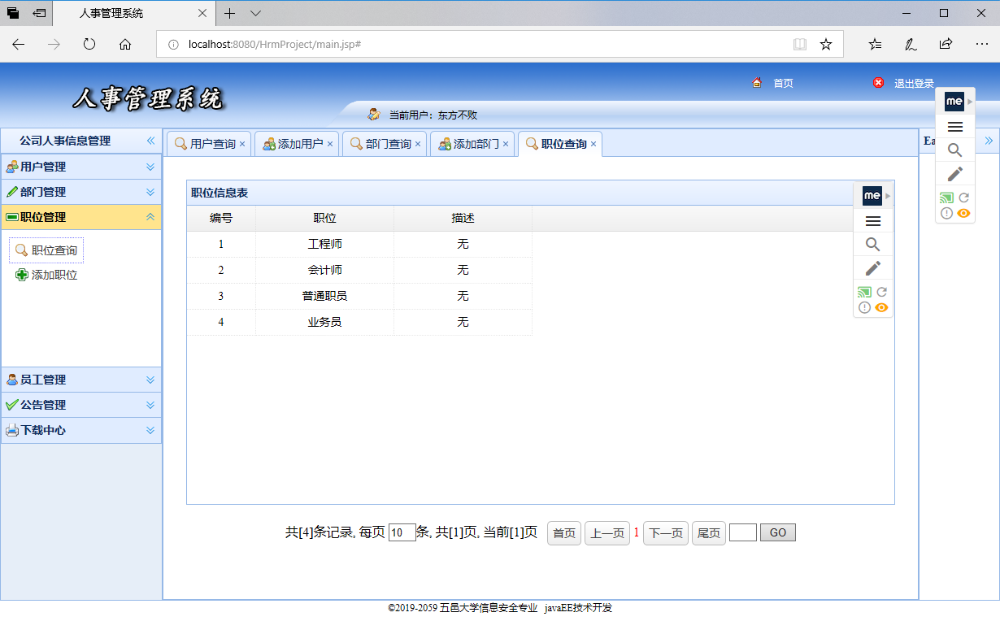 人事管理系统
localhost:8080/HrmProject/main.jsp#
人事管理系统
首页
退出登录
当前用户：东方不败
me
公司人事信息管理
用户查询 添加用户 部门查询 添加部门 职位查询
Ea
用户管理
部门管理
职位管理
职位查询
添加职位
员工管理
公告管理
下载中心
职位信息表
me
编号 职位 描述
1 工程师 无
2 会计师 无
3 普通职员 无
4 业务员 无
共[4]条记录, 每页 10 条, 共[1]页, 当前[1]页 首页 上一页 1 下一页 尾页 GO
©2019-2059 五邑大学信息安全专业 javaEE技术开发